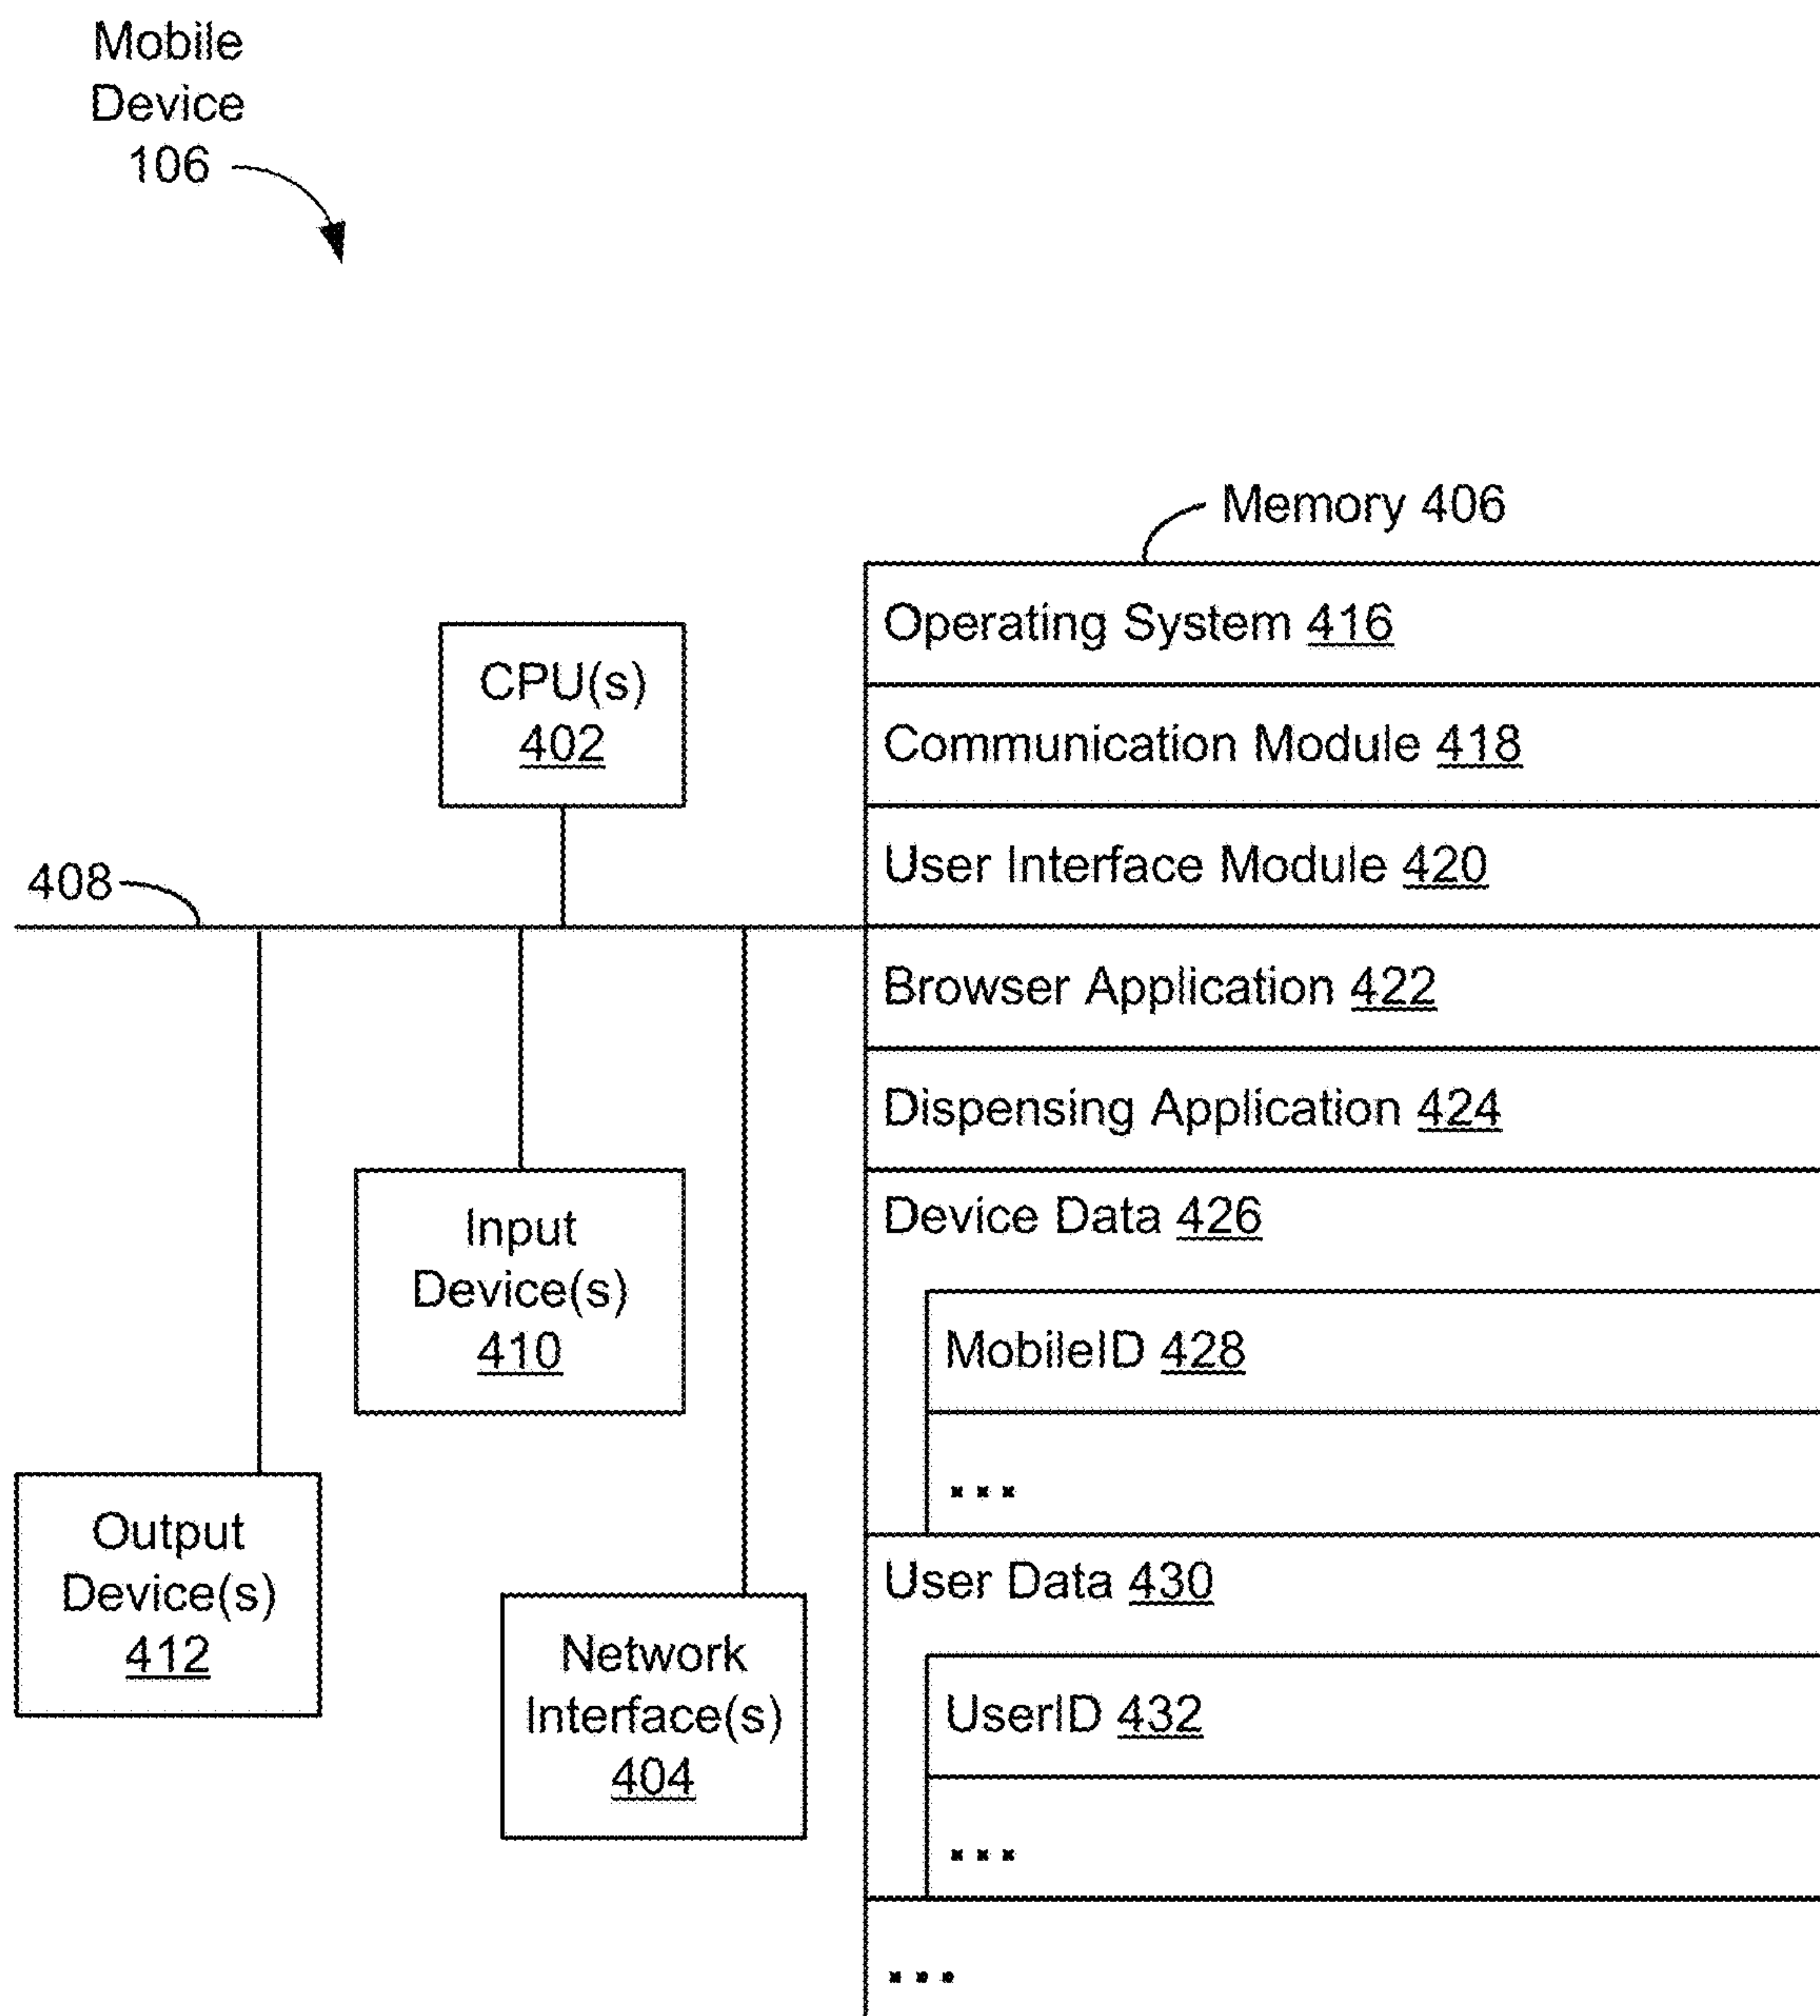 Mobile
Device
106
Memory 406
Operating System 416
CPU(s)
402
Communication Module 418
User Interface Module 420
408
Browser Application 422
Dispensing Application 424
Input
Device(s)
410
Device Data 426
MobileID 428
...
Output
Device(s)
412
Network
Interface(s)
404
User Data 430
UserID 432
...
...